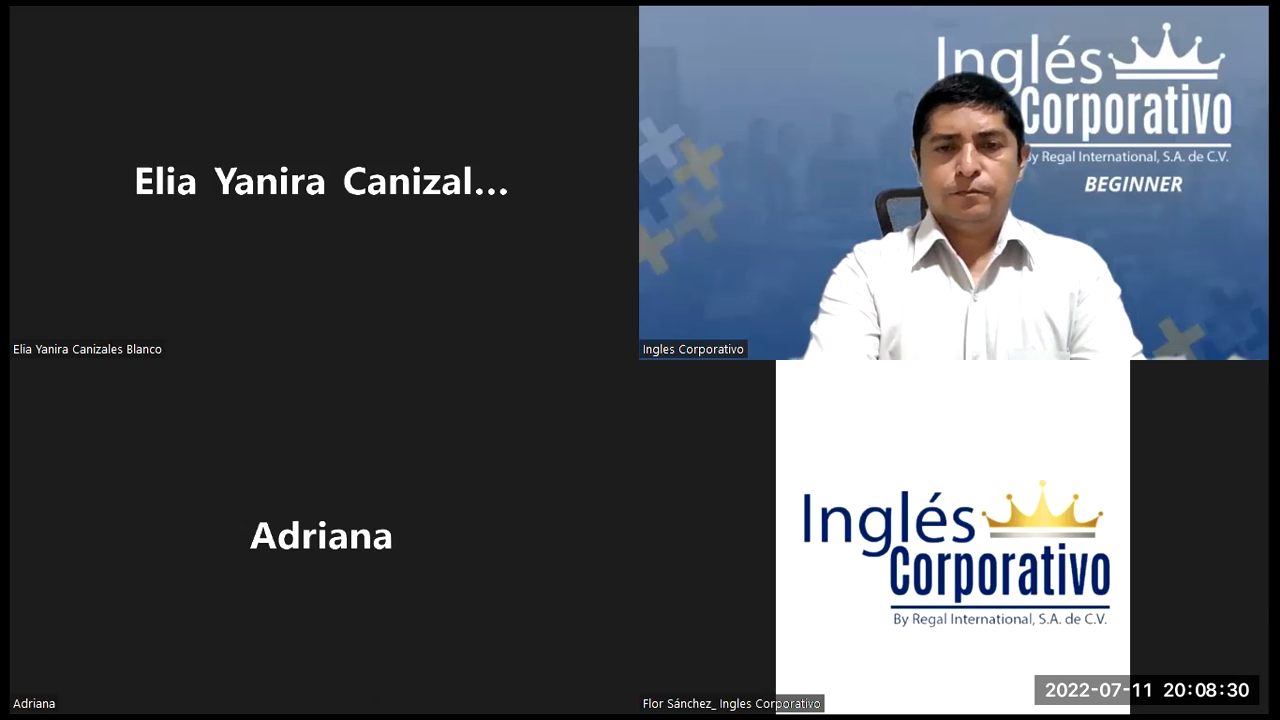 Elia Yanira Canizal...
Elia Yanira Canizales Blanco
Inglés
Corporativo
By Regal International, S.A. de C.V.
BEGINNER
Ingles Corporativo
Adriana
Adriana
Inglés
Corporativo
By Regal International, S.A. de C.V.
Flor Sánchez_ Ingles Corporativo
2022-07-11 20:08:30